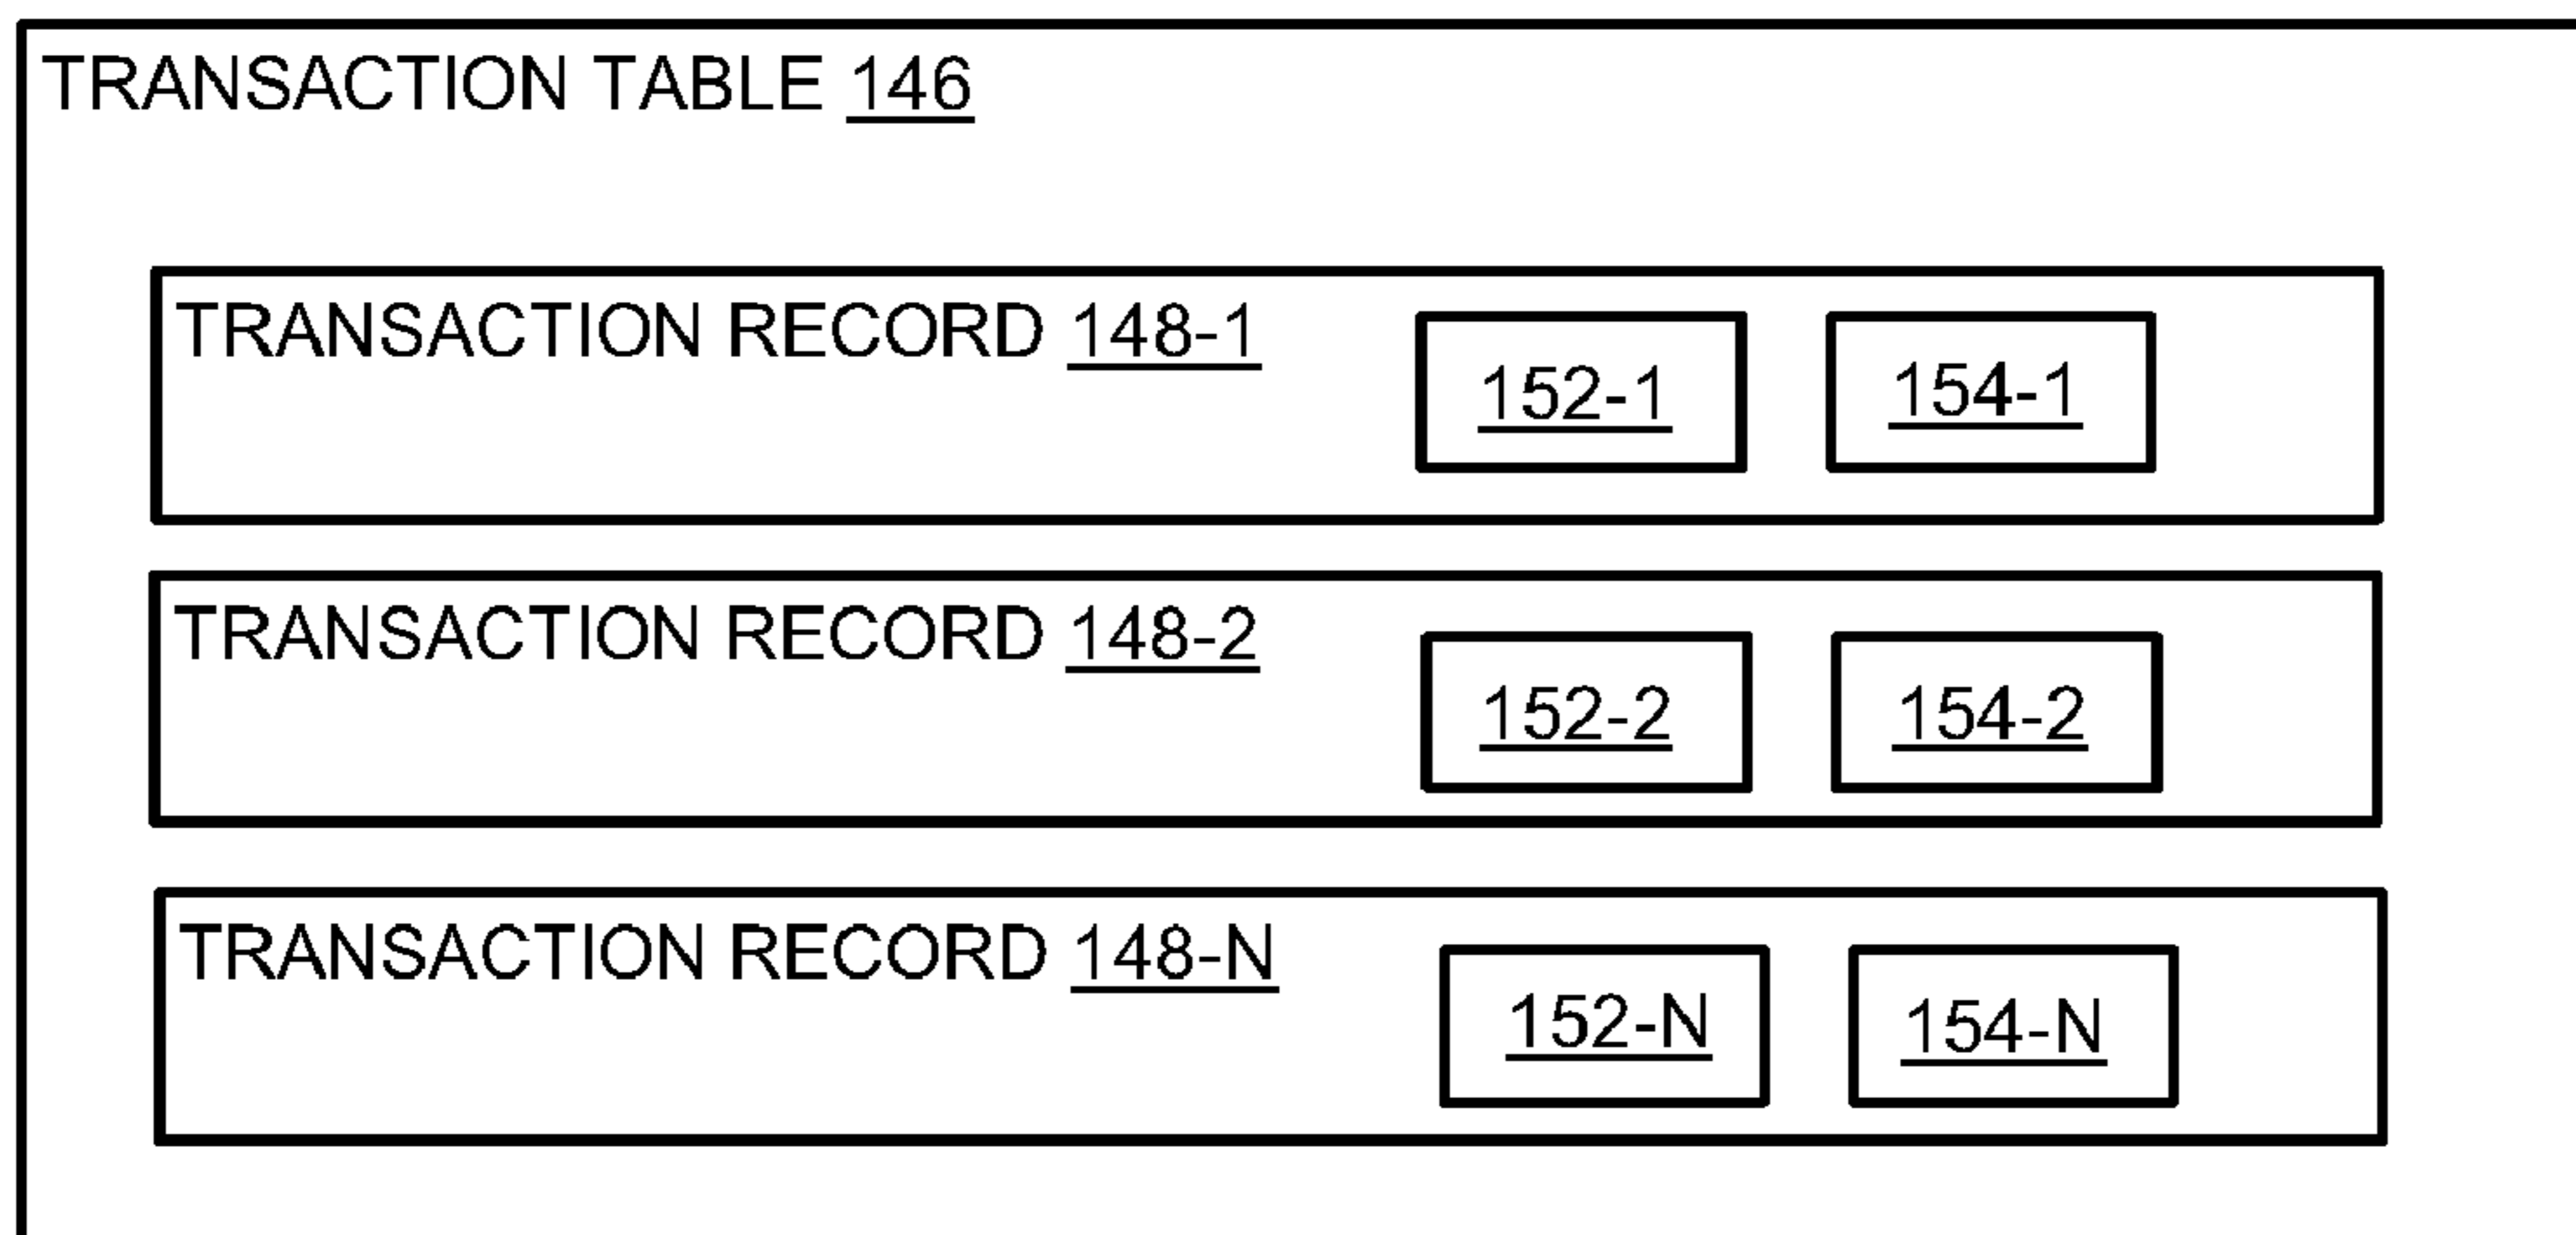 TRANSACTION TABLE 146
TRANSACTION RECORD 148-1
152-1
154-1
TRANSACTION RECORD 148-2
152-2
154-2
TRANSACTION RECORD 148-N
152-N
154-N